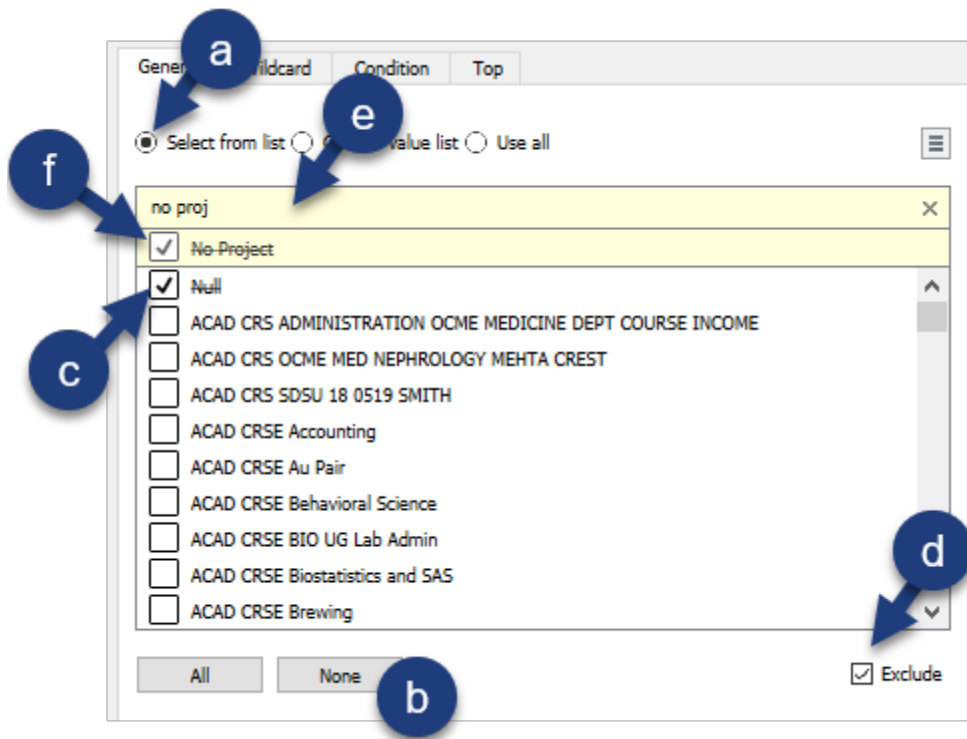 a
Condition Top
e
Select from list value list Use all
f
no proj
No Project
Null
c
ACAD CRS ADMINISTRATION OCME MEDICINE DEPT COURSE INCOME
ACAD CRS OCME MED NEPHROLOGY MEHTA CREST
ACAD CRS SDSU 18 0519 SMITH
ACAD CRSE Accounting
ACAD CRSE Au Pair
ACAD CRSE Behavioral Science
ACAD CRSE BIO UG Lab Admin
d
ACAD CRSE Biostatistics and SAS
ACAD CRSE Brewing
All None Exclude
b